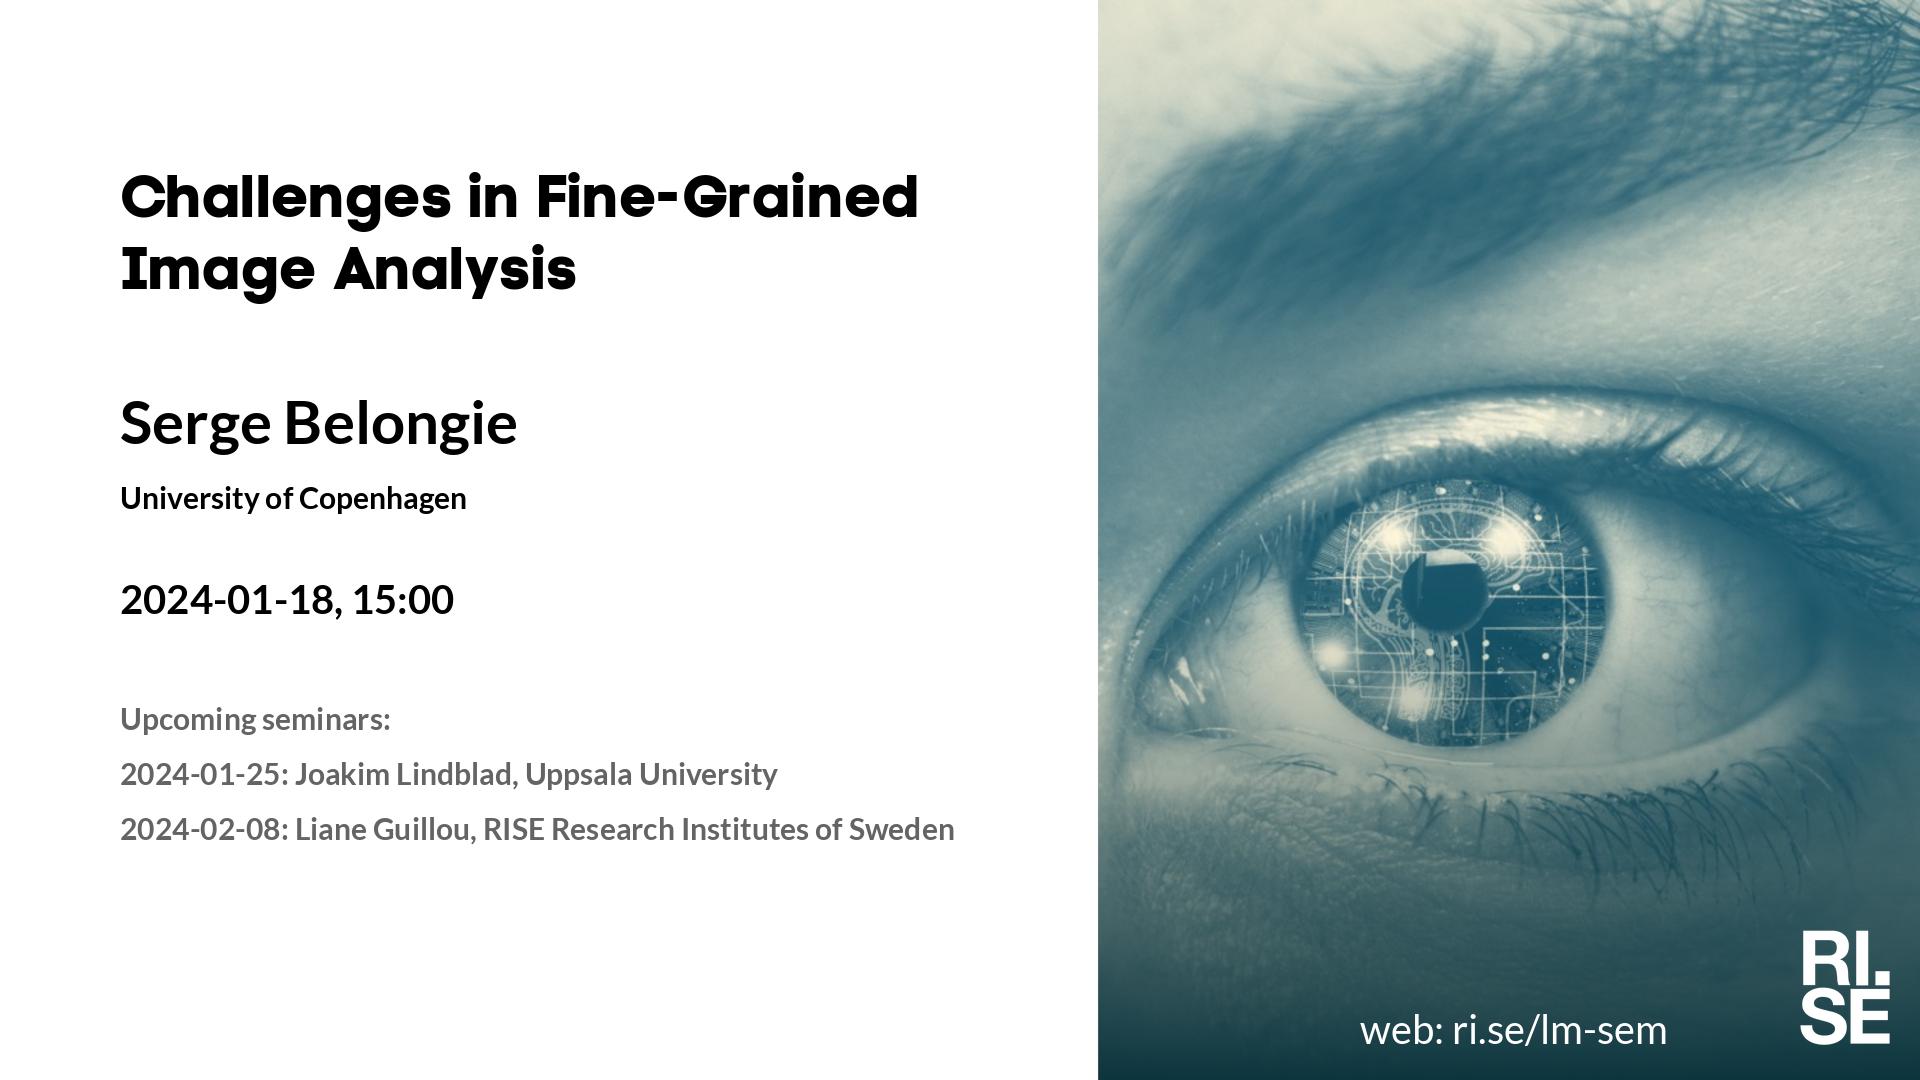 Challenges in Fine-Grained
Image Analysis
Serge Belongie
University of Copenhagen
2024-01-18, 15:00
Upcoming seminars:
2024-01-25: Joakim Lindblad, Uppsala University
2024-02-08: Liane Guillou, RISE Research Institutes of Sweden
web: ri.se/lm-sem
RI.
SE